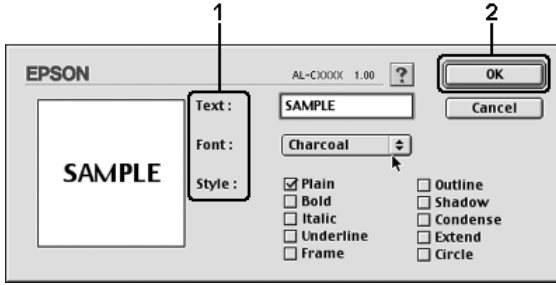 1
2
EPSON
AL-CXXXX 1.00
?
OK
Text :
SAMPLE
Cancel
Font :
Charcoal
SAMPLE
Style :
Plain
Outline
Bold
Shadow
Italic
Condense
Underline
Extend
Frame
Circle